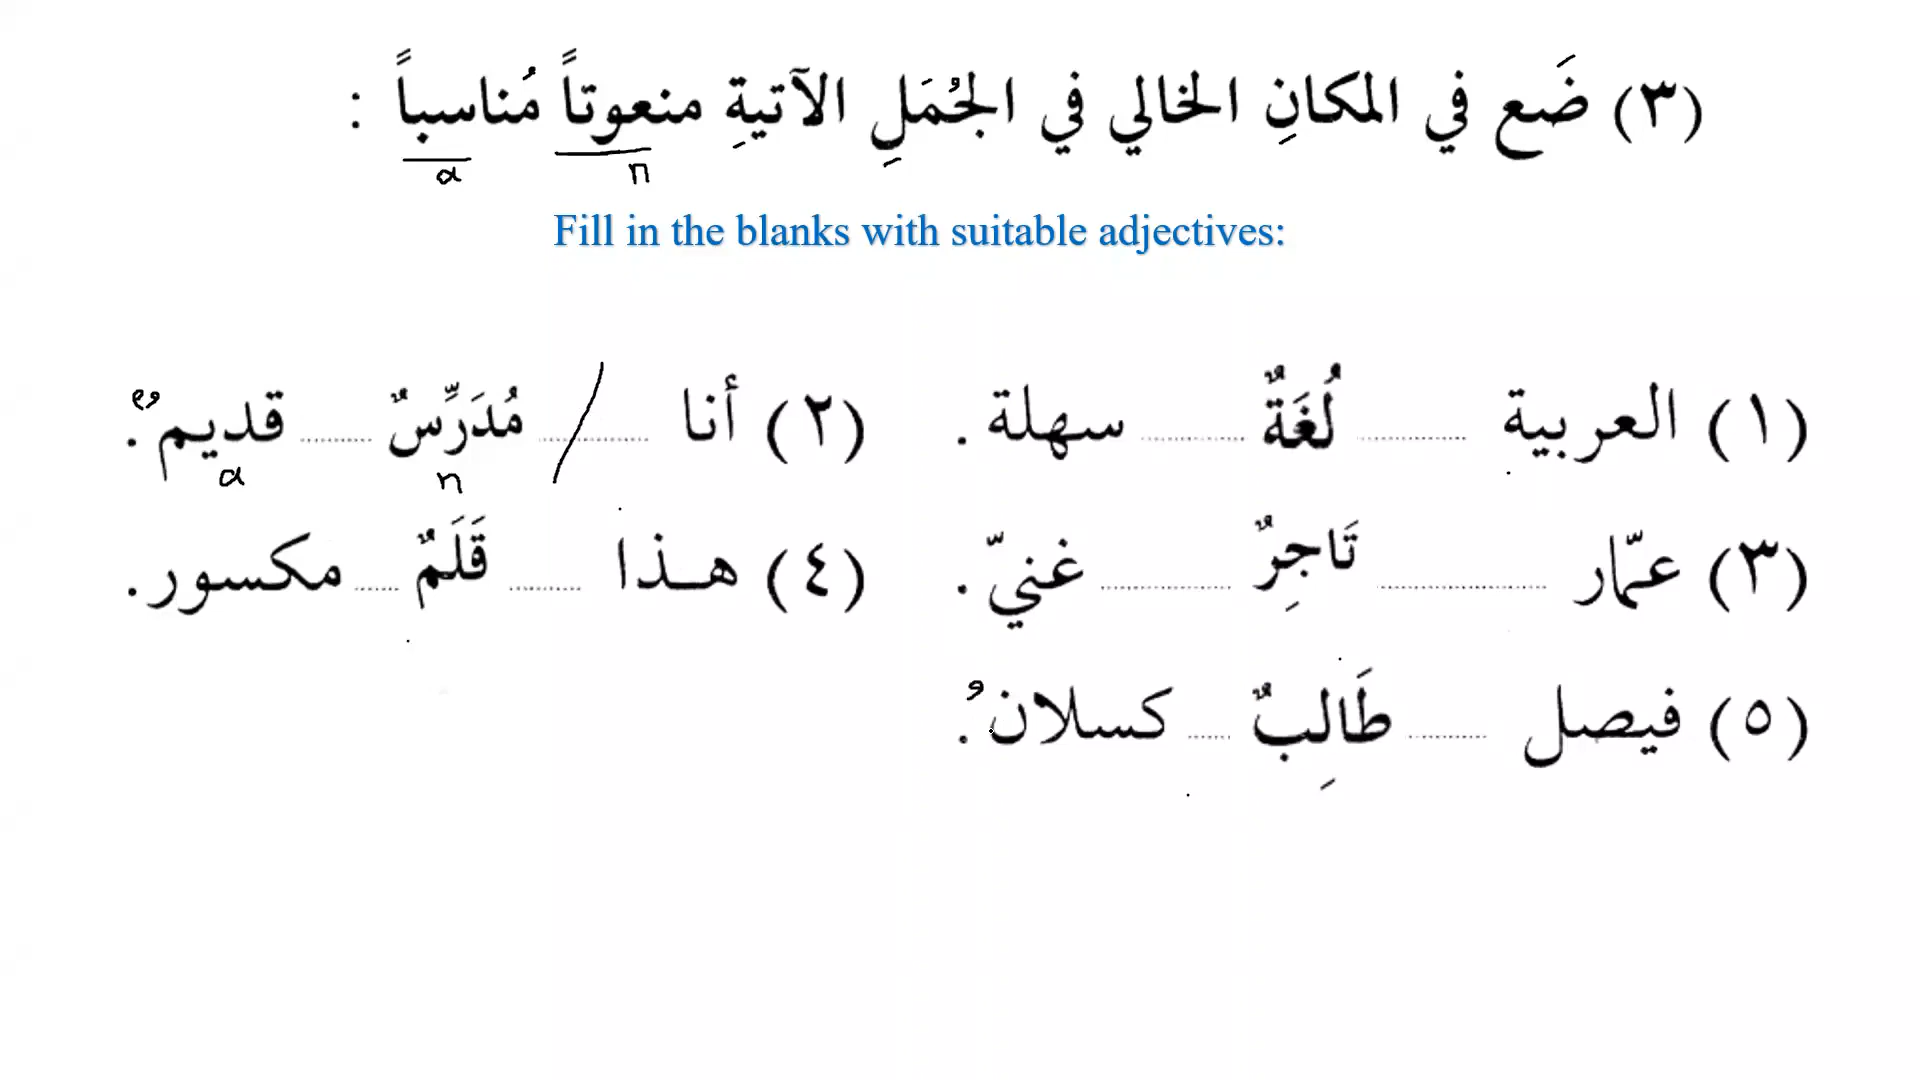 (٣) ضَع في المكانِ الخالي في الجُمَلِ الآتيةِ منعوتاً مُناسباً :
a n
Fill in the blanks with suitable adjectives:
(١) العربية ........ لُغَةٌ ........ سهلة . (٢) أنا ........ / مُدَرِّسٌ ........ قديمٌ .
a n
(٣) عمّار ........ تَاجِرٌ ........ غنيّ . (٤) هـذا ........ قَلَمٌ ........ مكسور .
(٥) فيصل ........ طَالِبٌ ........ كسلانُ .